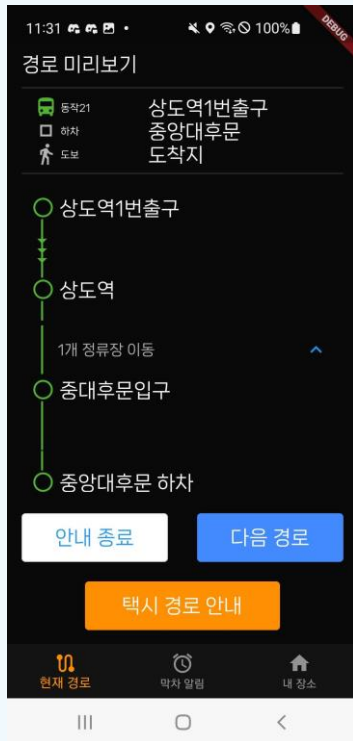 11:31
100%
DEBUG
경로 미리보기
동작21 상도역1번출구
하차 중앙대후문
도보 도착지
상도역1번출구
상도역
1개 정류장 이동
중대후문입구
중앙대후문 하차
안내 종료 다음 경로
택시 경로 안내
현재 경로 막차 알림 내 장소